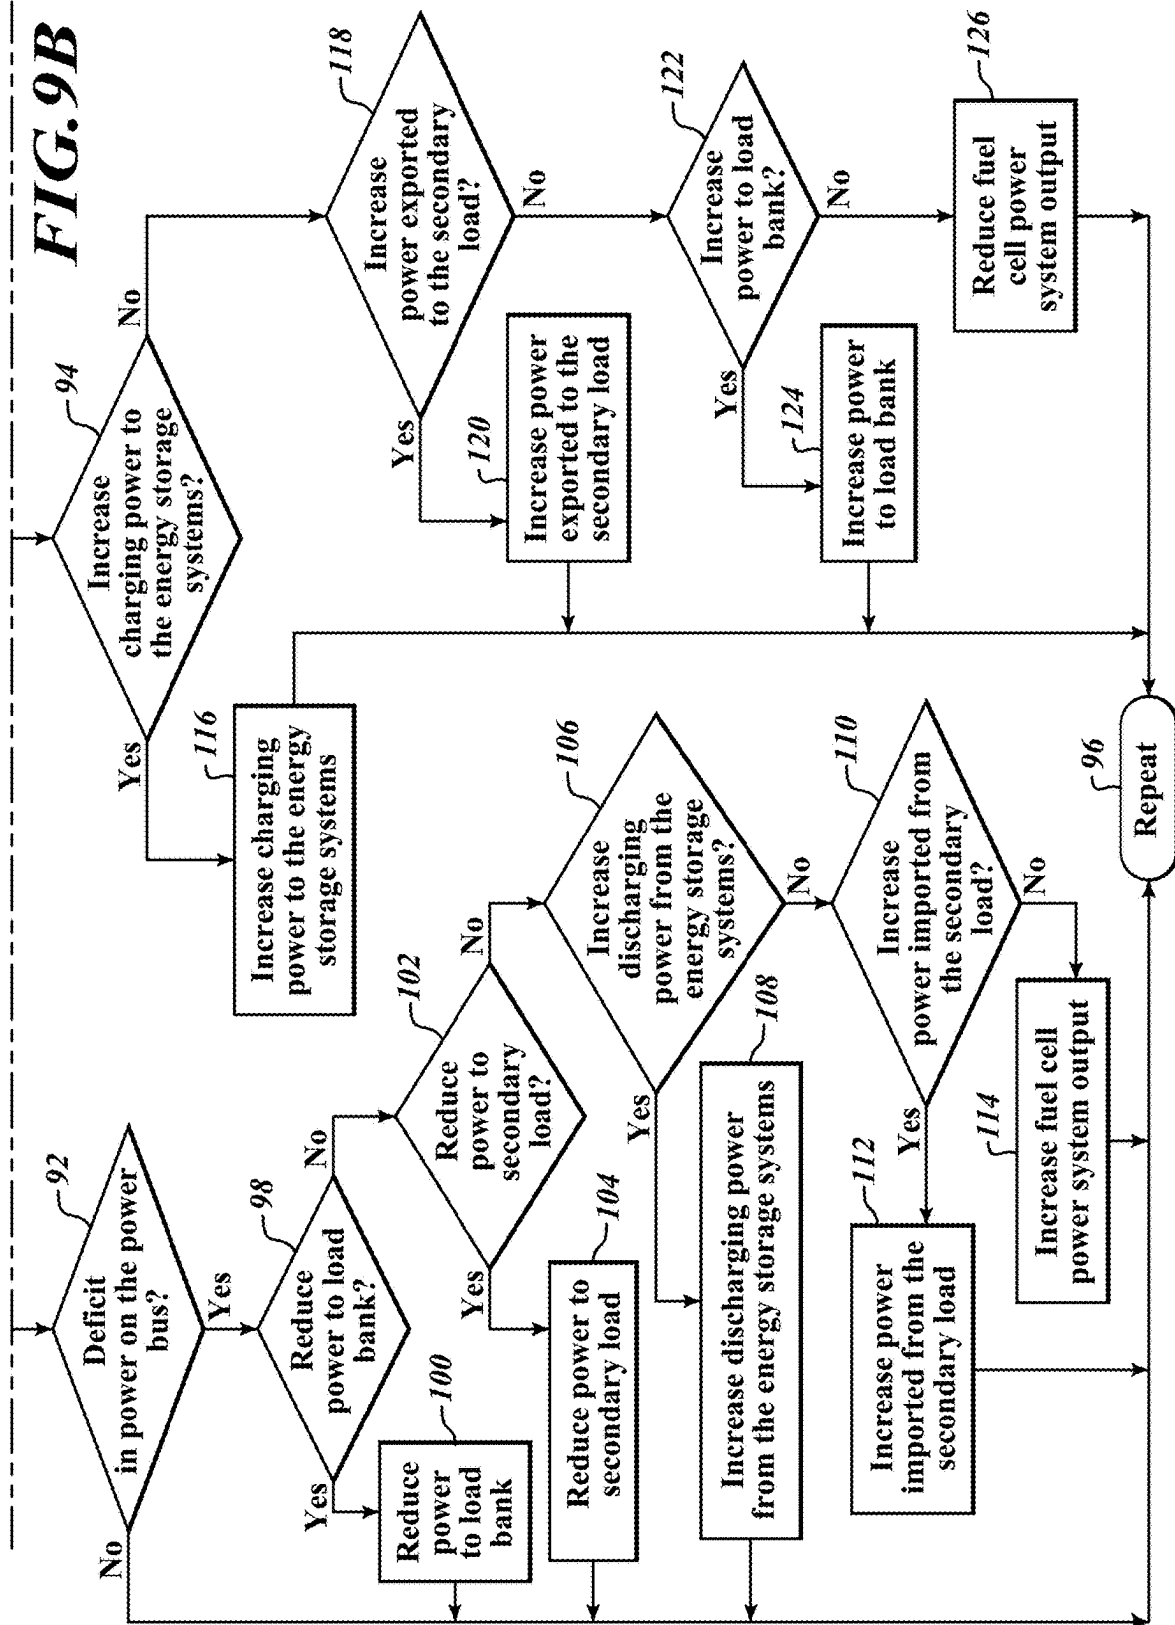 FIG.9B
92
Deficit
in power on the power
bus?
No
Yes
98
Reduce
power to load
bank?
Yes
No
100
Reduce
power
to load
bank
102
Reduce
power to
secondary
load?
Yes
No
104
Reduce power to
secondary load
106
Increase
discharging
power from the
energy storage
systems?
Yes
No
108
Increase discharging power
from the energy storage systems
110
Increase
power imported from
the secondary
load?
Yes
No
112
Increase power
imported from the
secondary load
114
Increase fuel cell
power system output
94
Increase
charging power to
the energy storage
systems?
Yes
No
116
Increase charging
power to the energy
storage systems
118
Increase
power exported
to the secondary
load?
Yes
No
120
Increase power
exported to the
secondary load
122
Increase
power to load
bank?
Yes
No
124
Increase power
to load bank
126
Reduce fuel
cell power
system output
96
Repeat